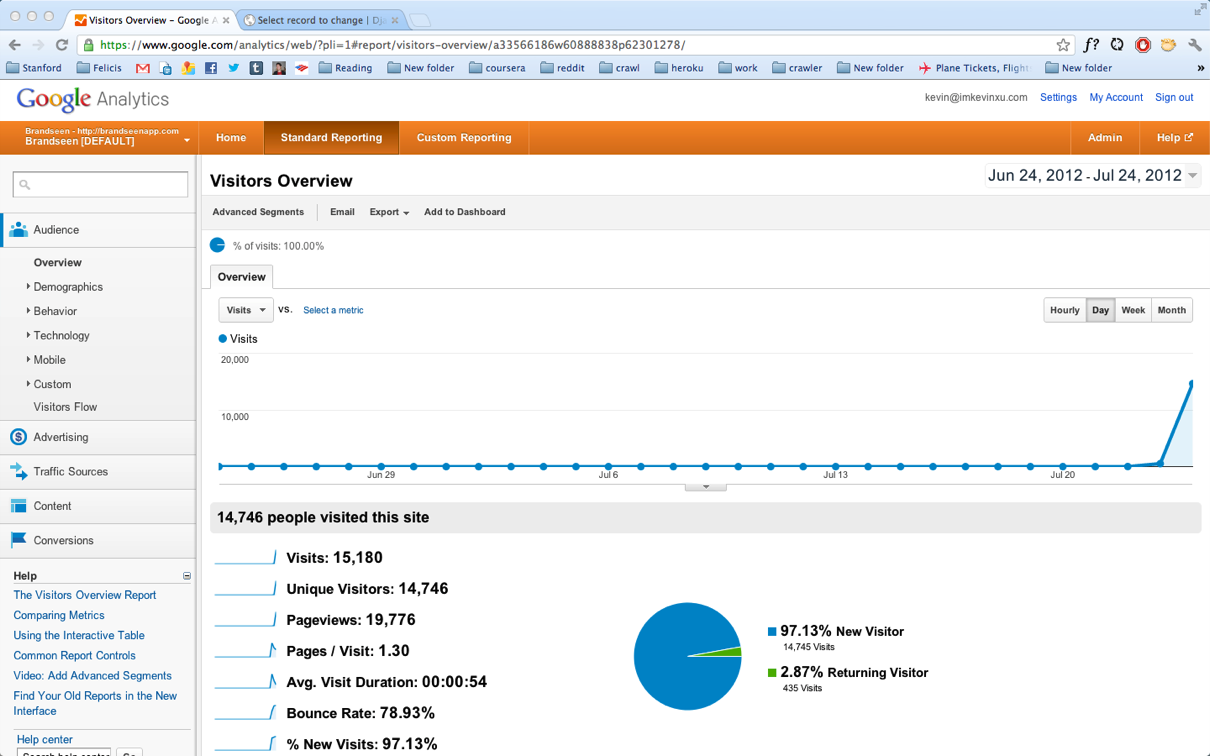 Visitors Overview – Google A
Select record to change | Dja
https://www.google.com/analytics/web/?pli=1#report/visitors-overview/a33566186w60888838p62301278/
f?
Stanford
Felicis
Reading
New folder
coursera
reddit
crawl
heroku
work
crawler
New folder
Plane Tickets, Flight
New folder
»
Google Analytics
kevin@imkevinxu.com Settings My Account Sign out
Brandseen - http://brandseenapp.com
Brandseen [DEFAULT]
Home
Standard Reporting
Custom Reporting
Admin
Help
Visitors Overview
Jun 24, 2012 - Jul 24, 2012
Advanced Segments
Email
Export
Add to Dashboard
% of visits: 100.00%
Overview
Visits
VS.
Select a metric
Hourly
Day
Week
Month
Visits
20,000
10,000
Jun 29
Jul 6
Jul 13
Jul 20
14,746 people visited this site
Visits: 15,180
Unique Visitors: 14,746
Pageviews: 19,776
Pages / Visit: 1.30
Avg. Visit Duration: 00:00:54
Bounce Rate: 78.93%
% New Visits: 97.13%
97.13% New Visitor
14,745 Visits
2.87% Returning Visitor
435 Visits
Audience
Overview
Demographics
Behavior
Technology
Mobile
Custom
Visitors Flow
Advertising
Traffic Sources
Content
Conversions
Help
The Visitors Overview Report
Comparing Metrics
Using the Interactive Table
Common Report Controls
Video: Add Advanced Segments
Find Your Old Reports in the New
Interface
Help center
Search help center
Go